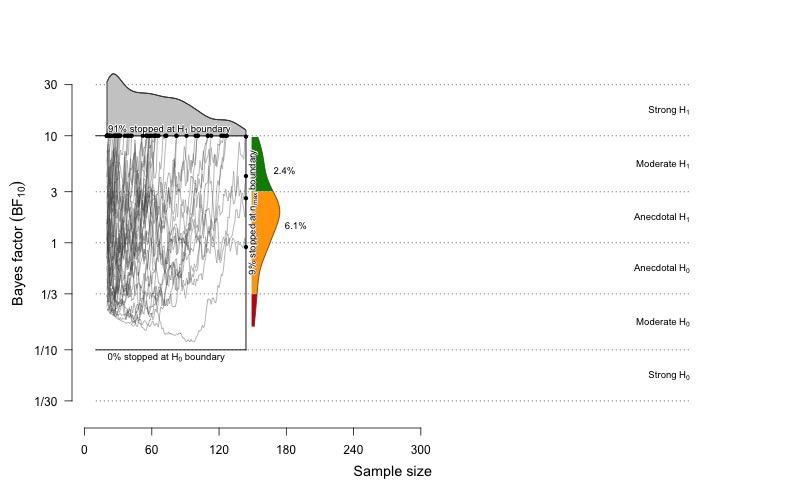 30
10
3
1
1/3
1/10
1/30
Bayes factor (BF₁₀)
91% stopped at H₁ boundary
9% stopped at nₘₐₓ boundary
0% stopped at H₀ boundary
2.4%
6.1%
Strong H₁
Moderate H₁
Anecdotal H₁
Anecdotal H₀
Moderate H₀
Strong H₀
0 60 120 180 240 300
Sample size